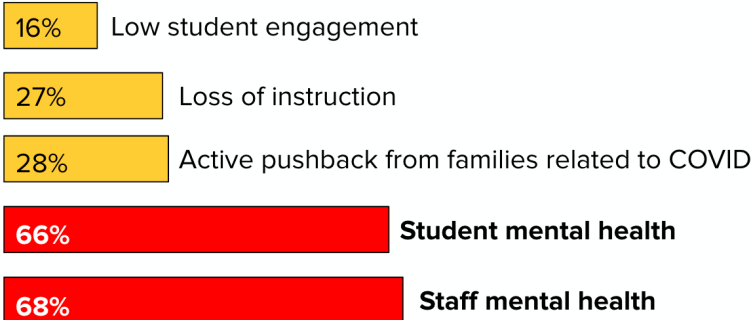 16% Low student engagement
27% Loss of instruction
28% Active pushback from families related to COVID
66% Student mental health
68% Staff mental health